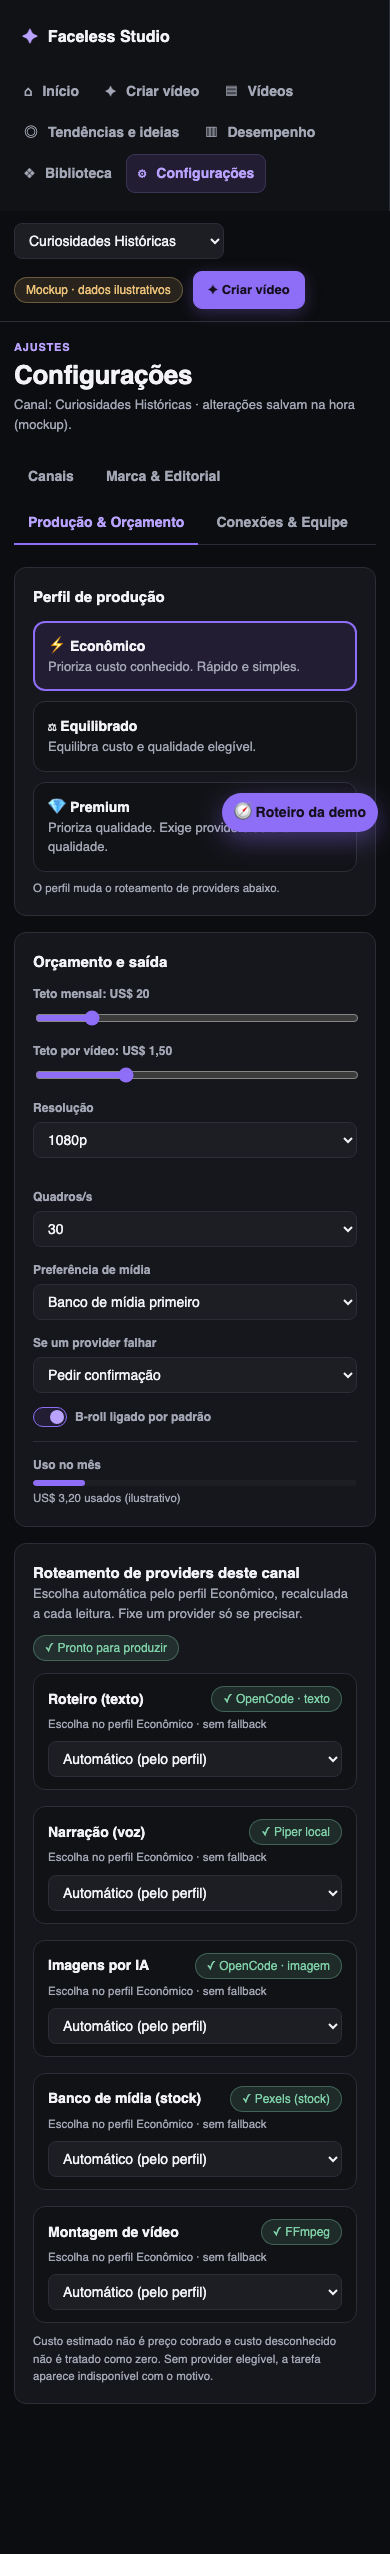 Faceless Studio
Início
Criar vídeo
Vídeos
Tendências e ideias
Desempenho
Biblioteca
Configurações
Curiosidades Históricas
Mockup · dados ilustrativos
✦ Criar vídeo
AJUSTES
Configurações
Canal: Curiosidades Históricas · alterações salvam na hora
(mockup).
Canais
Marca & Editorial
Produção & Orçamento
Conexões & Equipe
Perfil de produção
⚡ Econômico
Prioriza custo conhecido. Rápido e simples.
⚖ Equilibrado
Equilibra custo e qualidade elegível.
💎 Premium
Prioriza qualidade. Exige
qualidade.
🧭 Roteiro da demo
O perfil muda o roteamento de providers abaixo.
Orçamento e saída
Teto mensal: US$ 20
Teto por vídeo: US$ 1,50
Resolução
1080p
Quadros/s
30
Preferência de mídia
Banco de mídia primeiro
Se um provider falhar
Pedir confirmação
B-roll ligado por padrão
Uso no mês
US$ 3,20 usados (ilustrativo)
Roteamento de providers deste canal
Escolha automática pelo perfil Econômico, recalculada
a cada leitura. Fixe um provider só se precisar.
✓ Pronto para produzir
Roteiro (texto)
✓ OpenCode · texto
Escolha no perfil Econômico · sem fallback
Automático (pelo perfil)
Narração (voz)
✓ Piper local
Escolha no perfil Econômico · sem fallback
Automático (pelo perfil)
Imagens por IA
✓ OpenCode · imagem
Escolha no perfil Econômico · sem fallback
Automático (pelo perfil)
Banco de mídia (stock)
✓ Pexels (stock)
Escolha no perfil Econômico · sem fallback
Automático (pelo perfil)
Montagem de vídeo
✓ FFmpeg
Escolha no perfil Econômico · sem fallback
Automático (pelo perfil)
Custo estimado não é preço cobrado e custo desconhecido
não é tratado como zero. Sem provider elegível, a tarefa
aparece indisponível com o motivo.